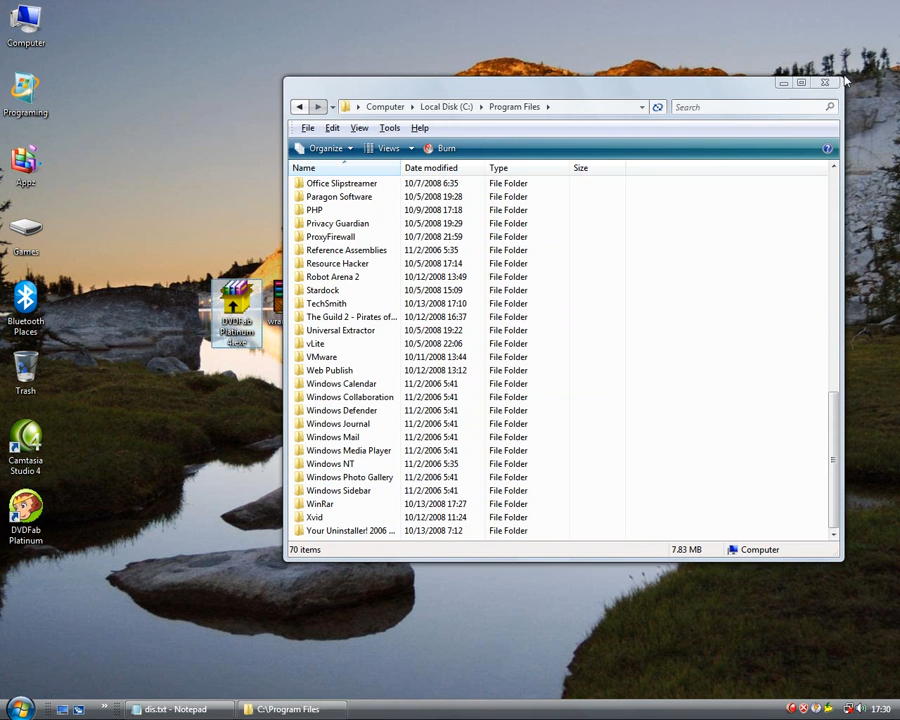 Computer
Programing
Appz
Games
Bluetooth
Places
Trash
Camtasia
Studio 4
DVDFab
Platinum
DVDFab
Platinum
4.exe
Computer
Local Disk (C:)
Program Files
Search
File Edit View Tools Help
Organize Views Burn
Name Date modified Type Size
Office Slipstreamer 10/7/2008 6:35 File Folder
Paragon Software 10/5/2008 19:28 File Folder
PHP 10/9/2008 17:18 File Folder
Privacy Guardian 10/5/2008 19:29 File Folder
ProxyFirewall 10/7/2008 21:59 File Folder
Reference Assemblies 11/2/2006 5:35 File Folder
Resource Hacker 10/5/2008 17:14 File Folder
Robot Arena 2 10/12/2008 13:49 File Folder
Stardock 10/5/2008 15:09 File Folder
TechSmith 10/13/2008 17:10 File Folder
The Guild 2 - Pirates of... 10/12/2008 16:37 File Folder
Universal Extractor 10/5/2008 19:22 File Folder
vLite 10/5/2008 22:06 File Folder
VMware 10/11/2008 13:44 File Folder
Web Publish 10/12/2008 13:12 File Folder
Windows Calendar 11/2/2006 5:41 File Folder
Windows Collaboration 11/2/2006 5:41 File Folder
Windows Defender 11/2/2006 5:41 File Folder
Windows Journal 11/2/2006 5:41 File Folder
Windows Mail 11/2/2006 5:41 File Folder
Windows Media Player 11/2/2006 5:41 File Folder
Windows NT 11/2/2006 5:35 File Folder
Windows Photo Gallery 11/2/2006 5:41 File Folder
Windows Sidebar 11/2/2006 5:41 File Folder
WinRar 10/13/2008 17:27 File Folder
Xvid 10/12/2008 11:24 File Folder
Your Uninstaller! 2006 ... 10/13/2008 7:12 File Folder
70 items 7.83 MB Computer
dis.txt - Notepad C:\Program Files 17:30